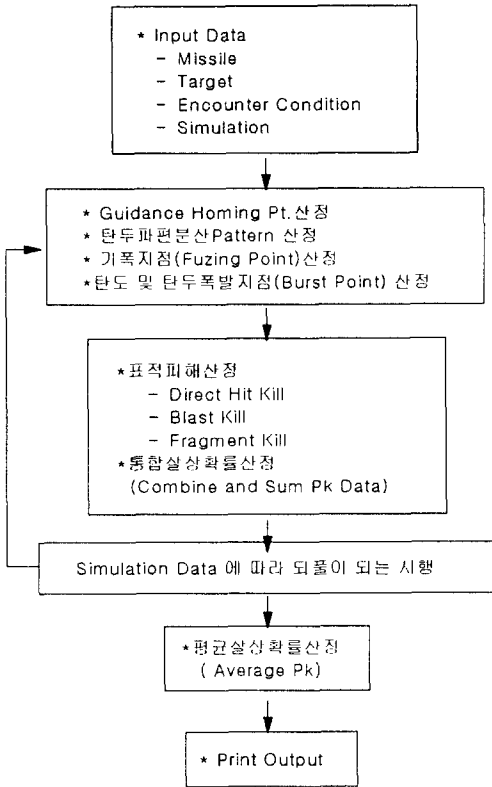 * Input Data
- Missile
- Target
- Encounter Condition
- Simulation
* Guidance Homing Pt. 산정
* 탄두파편분산Pattern 산정
* 기폭지점(Fuzing Point)산정
*탄도 및 탄두폭발지점(Burst Point) 산정
*표적피해산정
- Direct Hit Kill
- Blast Kill
- Fragment Kill
*통합살상확률산정
(Combine and Sum Pk Data)
Simulation Data 에 따라 되풀이 되는 시행
*평균살상확률산정
( Average Pk)
* Print Output